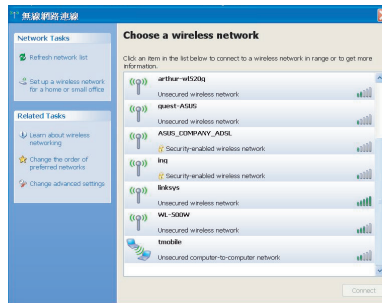 無線網路連線
Network Tasks
Refresh network list
Set up a wireless network
for a home or small office
Related Tasks
Learn about wireless
networking
Change the order of
preferred networks
Change advanced settings
Choose a wireless network
Click an item in the list below to connect to a wireless network in range or to get more
information.
arthur-wl520g
Unsecured wireless network
guest-ASUS
Unsecured wireless network
ASUS_COMPANY_ADSL
Security-enabled wireless network
inq
Security-enabled wireless network
linksys
Unsecured wireless network
WL-500W
Unsecured wireless network
tmobile
Unsecured computer-to-computer network
Connect